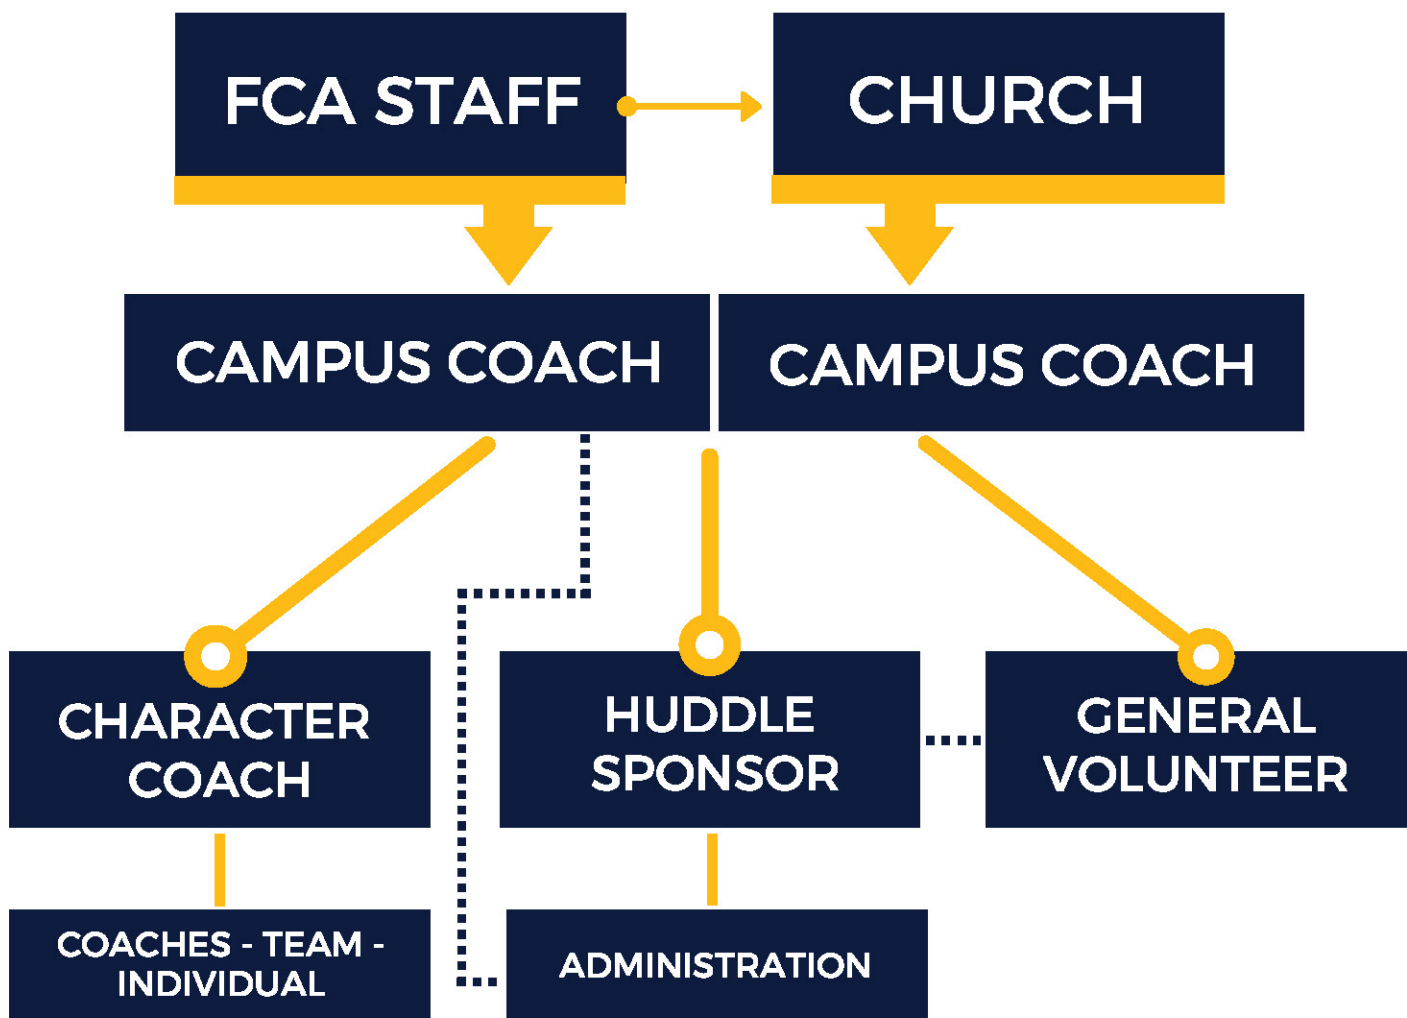 FCA STAFF
CHURCH
CAMPUS COACH
CAMPUS COACH
CHARACTER
COACH
HUDDLE
SPONSOR
GENERAL
VOLUNTEER
COACHES - TEAM -
INDIVIDUAL
ADMINISTRATION